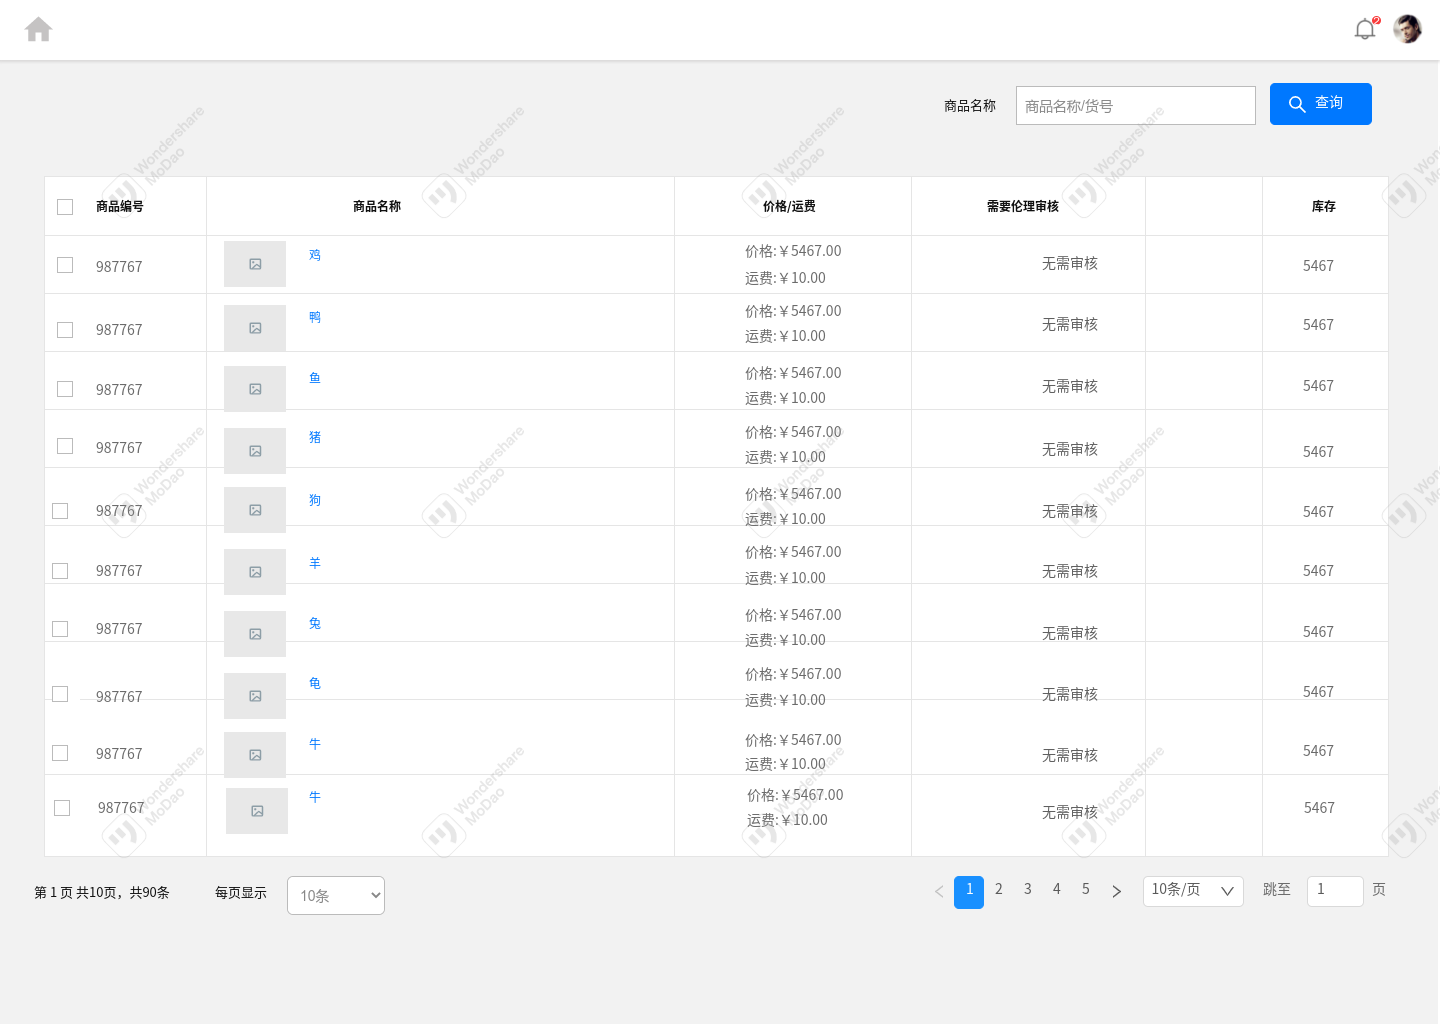 2
商品名称 商品名称/货号 查询
商品编号 商品名称 价格/运费 需要伦理审核 库存
987767 鸡 价格:￥5467.00 无需审核 5467
运费:￥10.00
987767 鸭 价格:￥5467.00 无需审核 5467
运费:￥10.00
987767 鱼 价格:￥5467.00 无需审核 5467
运费:￥10.00
987767 猪 价格:￥5467.00 无需审核 5467
运费:￥10.00
987767 狗 价格:￥5467.00 无需审核 5467
运费:￥10.00
987767 羊 价格:￥5467.00 无需审核 5467
运费:￥10.00
987767 兔 价格:￥5467.00 无需审核 5467
运费:￥10.00
987767 龟 价格:￥5467.00 无需审核 5467
运费:￥10.00
987767 牛 价格:￥5467.00 无需审核 5467
运费:￥10.00
987767 牛 价格:￥5467.00 无需审核 5467
运费:￥10.00
第 1 页 共10页，共90条 每页显示 10条 1 2 3 4 5 10条/页 跳至 1 页
Wondershare
MoDao